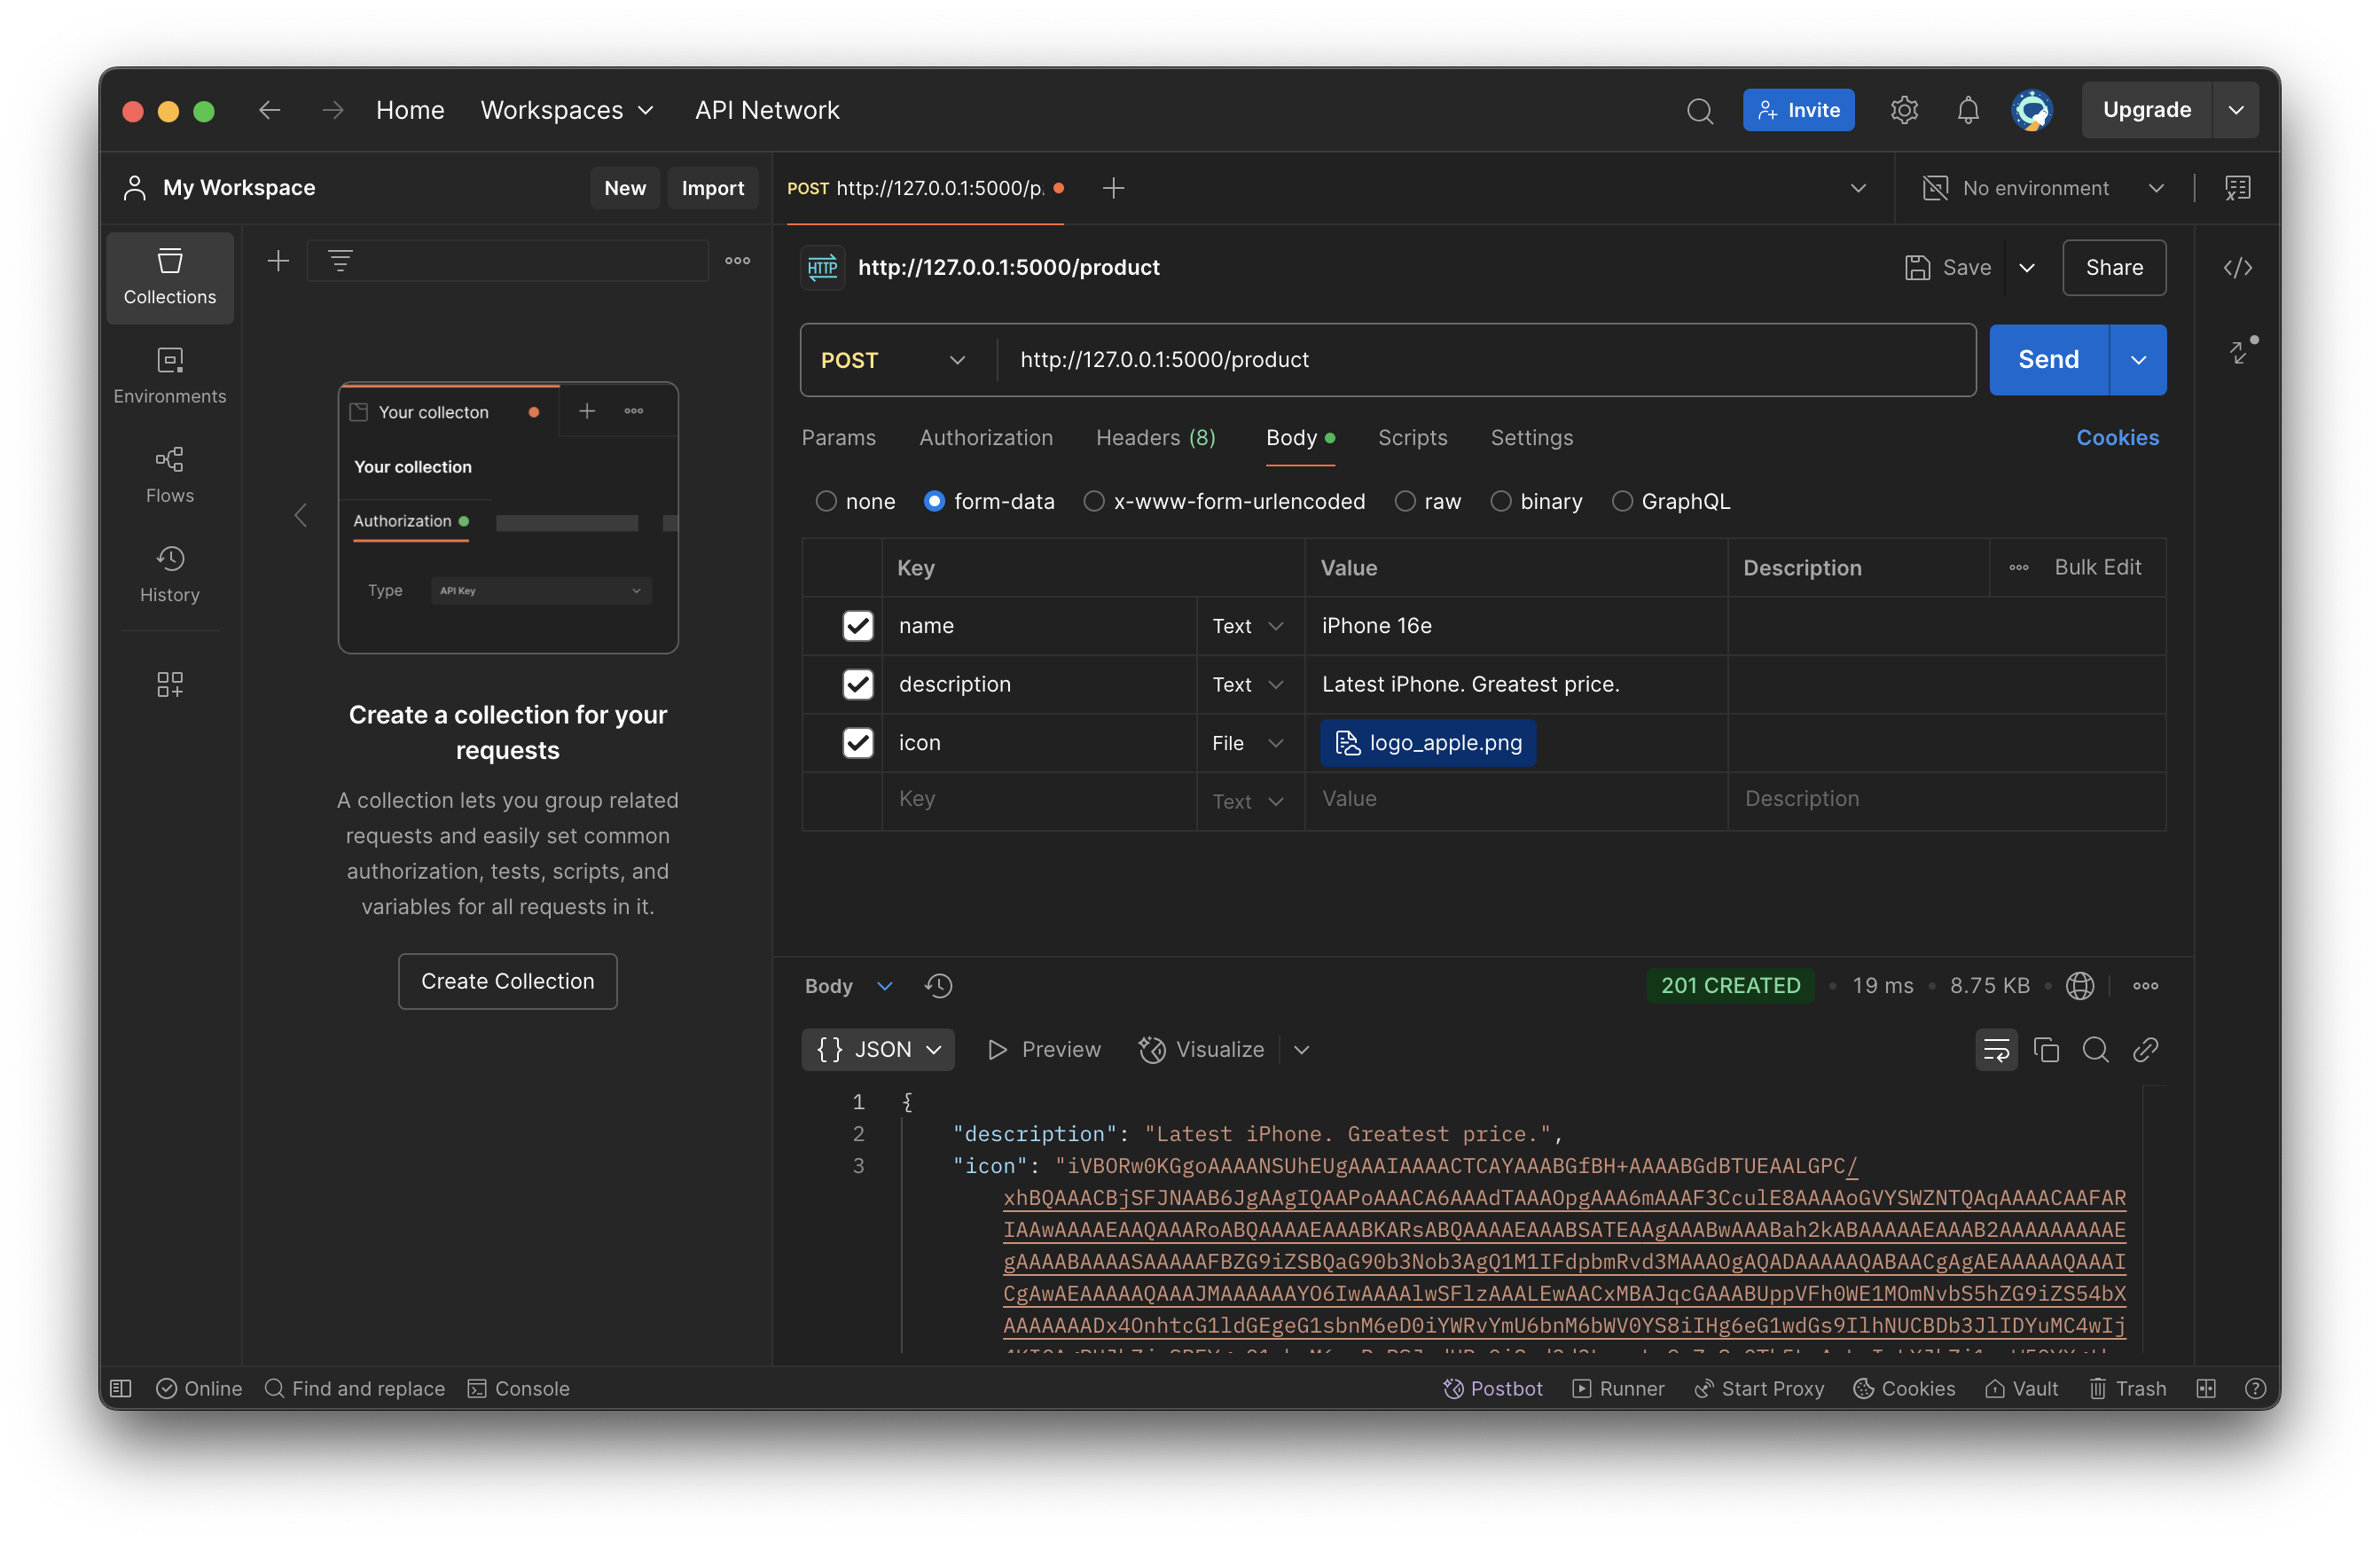 Home Workspaces API Network Invite Upgrade
My Workspace New Import POST http://127.0.0.1:5000/p. No environment
Collections
Environments
Flows
History
Your collecton
Your collection
Authorization
Type API Key
Create a collection for your
requests
A collection lets you group related
requests and easily set common
authorization, tests, scripts, and
variables for all requests in it.
Create Collection
HTTP http://127.0.0.1:5000/product Save Share
POST http://127.0.0.1:5000/product Send
Params Authorization Headers (8) Body Scripts Settings Cookies
none form-data x-www-form-urlencoded raw binary GraphQL
Key Value Description Bulk Edit
name Text iPhone 16e
description Text Latest iPhone. Greatest price.
icon File logo_apple.png
Key Text Value Description
Body 201 CREATED 19 ms 8.75 KB
{} JSON Preview Visualize
1 {
2 "description": "Latest iPhone. Greatest price.",
3 "icon": "iVBORw0KGgoAAAANSUhEUgAAAIAAAACTCAYAAABGfBH+AAAABGdBTUEAALGPC/
xhBQAAACBjSFJNAAB6JgAAgIQAAPoAAACA6AAAdTAAAOpgAAA6mAAAF3CculE8AAAAoGVYSWZNTQAqAAAACAAFAR
IAAwAAAAEAAQAAARoABQAAAAEAAABKARsABQAAAAEAAABSATEAAgAAABwAAABah2kABAAAAAEAAAB2AAAAAAAAAE
gAAAABAAAASAAAAAFBZG9iZSBQaG90b3Nob3AgQ1M1IFdpbmRvd3MAAAOgAQADAAAAAQABAACgAgAEAAAAAQAAAI
CgAwAEAAAAAQAAAJMAAAAAAYO6IwAAAAlwSFlzAAALEwAACxMBAJqcGAAABUppVFh0WE1MOmNvbS5hZG9iZS54bX
AAAAAAADx4OnhtcG1ldGEgeG1sbnM6eD0iYWRvYmU6bnM6bWV0YS8iIHg6eG1wdGs9IlhNUCBDb3JlIDYuMC4wIj
Online Find and replace Console Postbot Runner Start Proxy Cookies Vault Trash